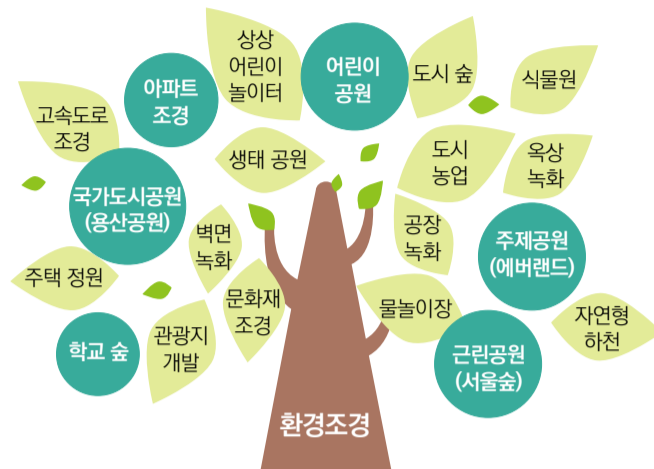 상상
어린이
놀이터
어린이
공원
도시 숲
식물원
아파트
조경
고속도로
조경
생태 공원
도시
농업
옥상
녹화
국가도시공원
(용산공원)
벽면
녹화
공장
녹화
주제공원
(에버랜드)
주택 정원
문화재
조경
물놀이장
자연형
하천
학교 숲
관광지
개발
근린공원
(서울숲)
환경조경